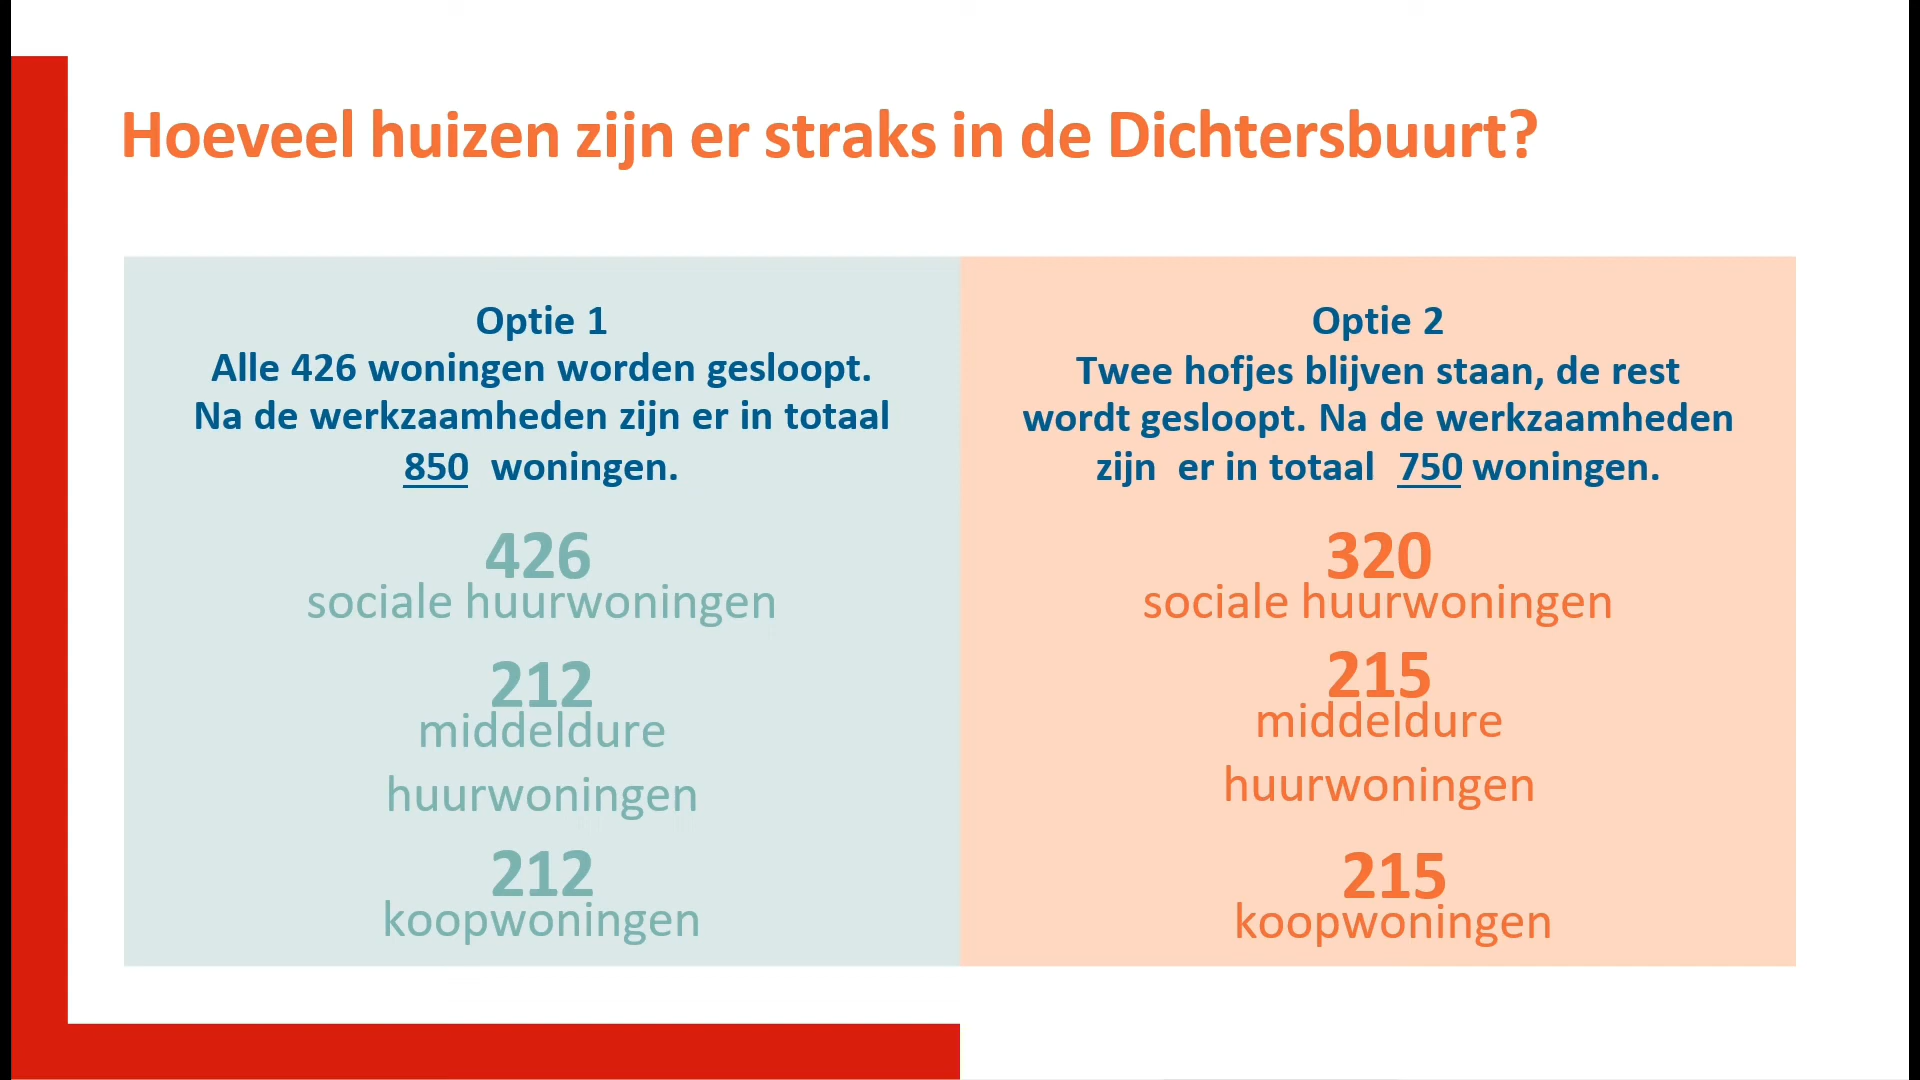 Hoeveel huizen zijn er straks in de Dichtersbuurt?
Optie 1
Alle 426 woningen worden gesloopt.
Na de werkzaamheden zijn er in totaal
850 woningen.
426
sociale huurwoningen
212
middeldure
huurwoningen
212
koopwoningen
Optie 2
Twee hofjes blijven staan, de rest
wordt gesloopt. Na de werkzaamheden
zijn er in totaal 750 woningen.
320
sociale huurwoningen
215
middeldure
huurwoningen
215
koopwoningen